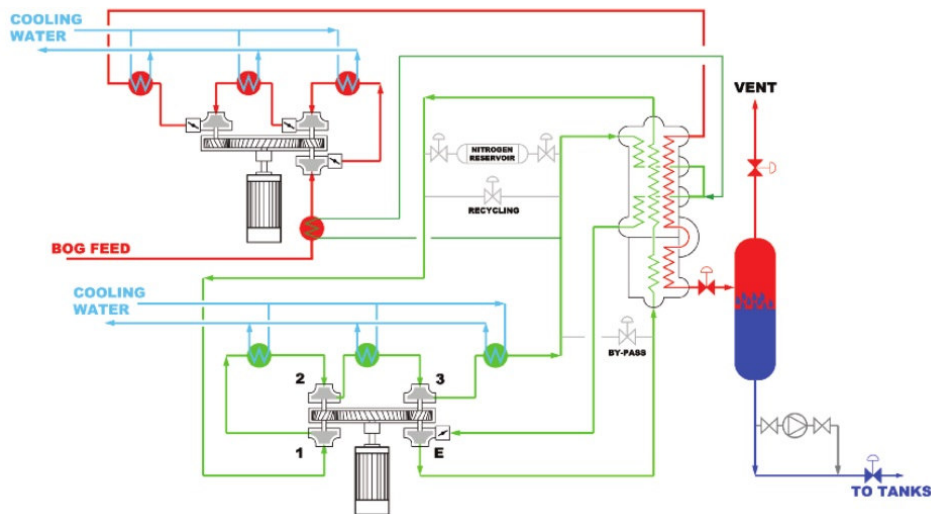 COOLING
WATER
VENT
NITROGEN
RESERVOIR
RECYCLING
BOG FEED
COOLING
WATER
BY-PASS
2
3
1
E
TO TANKS